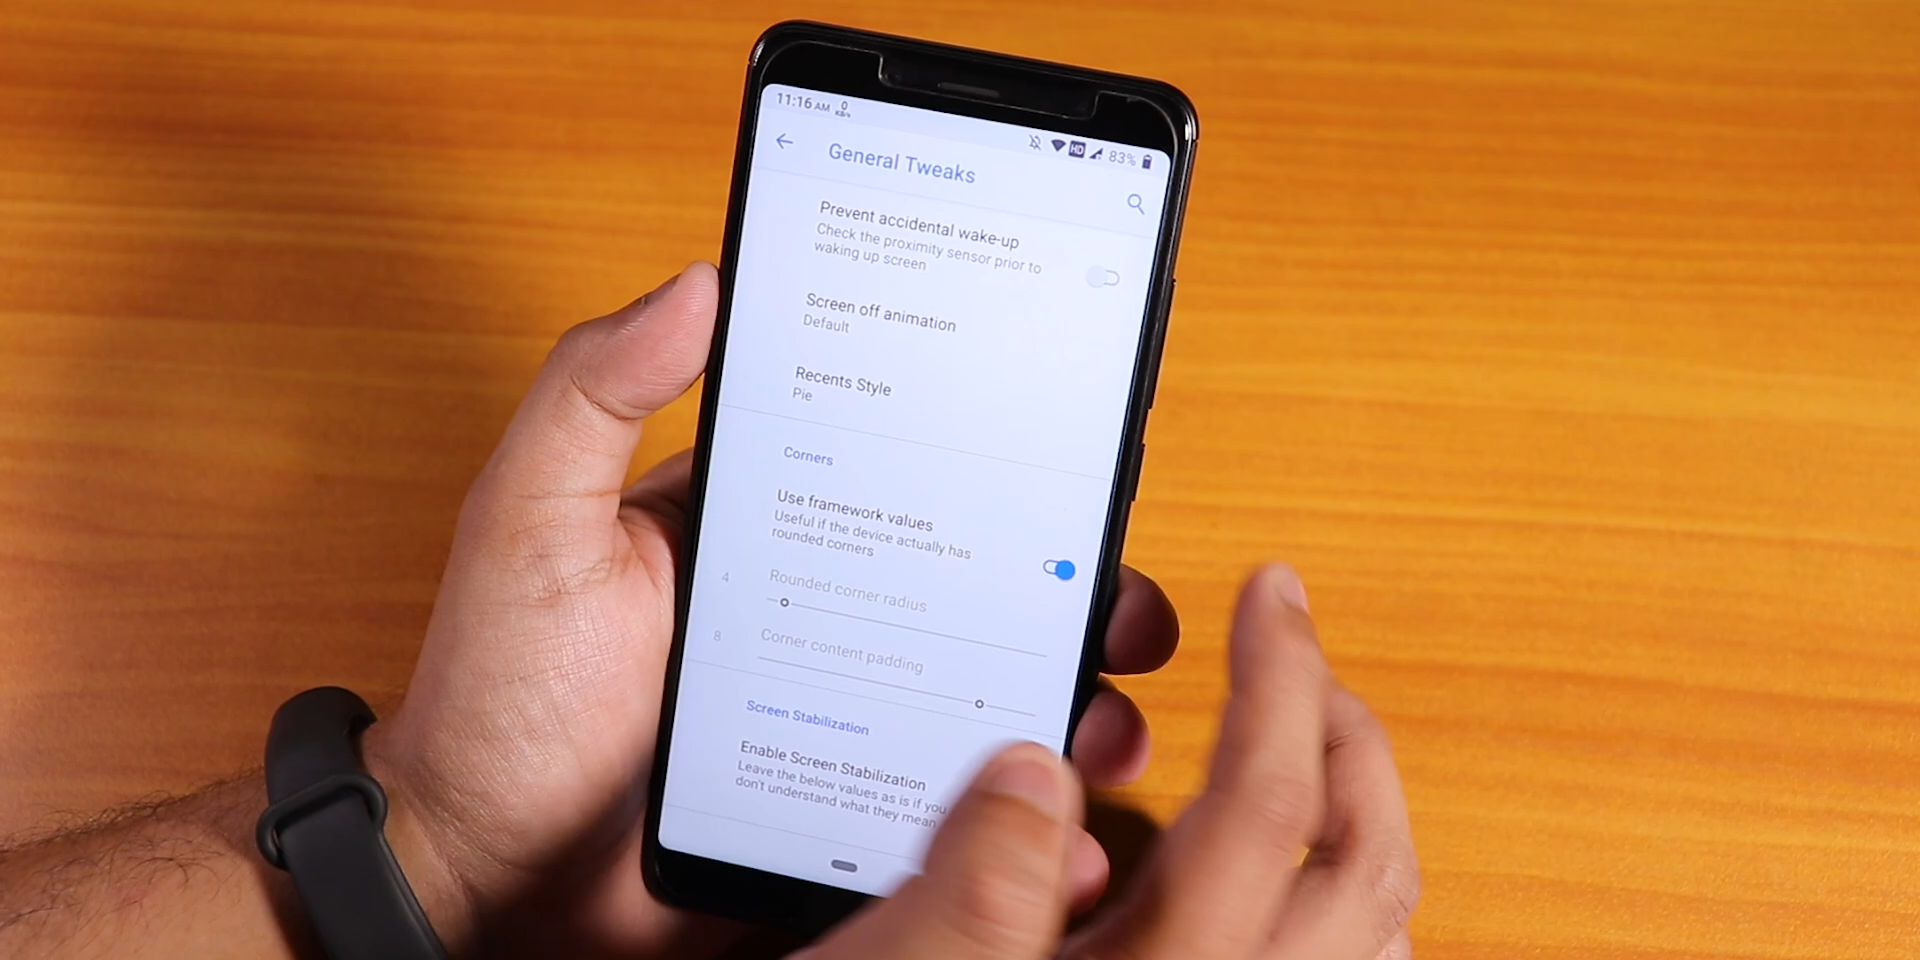 11:16 AM 0 KB/s HD 83%
General Tweaks
Prevent accidental wake-up
Check the proximity sensor prior to
waking up screen
Screen off animation
Default
Recents Style
Pie
Corners
Use framework values
Useful if the device actually has
rounded corners
4 Rounded corner radius
8 Corner content padding
Screen Stabilization
Enable Screen Stabilization
Leave the below values as is if you
don't understand what they mean